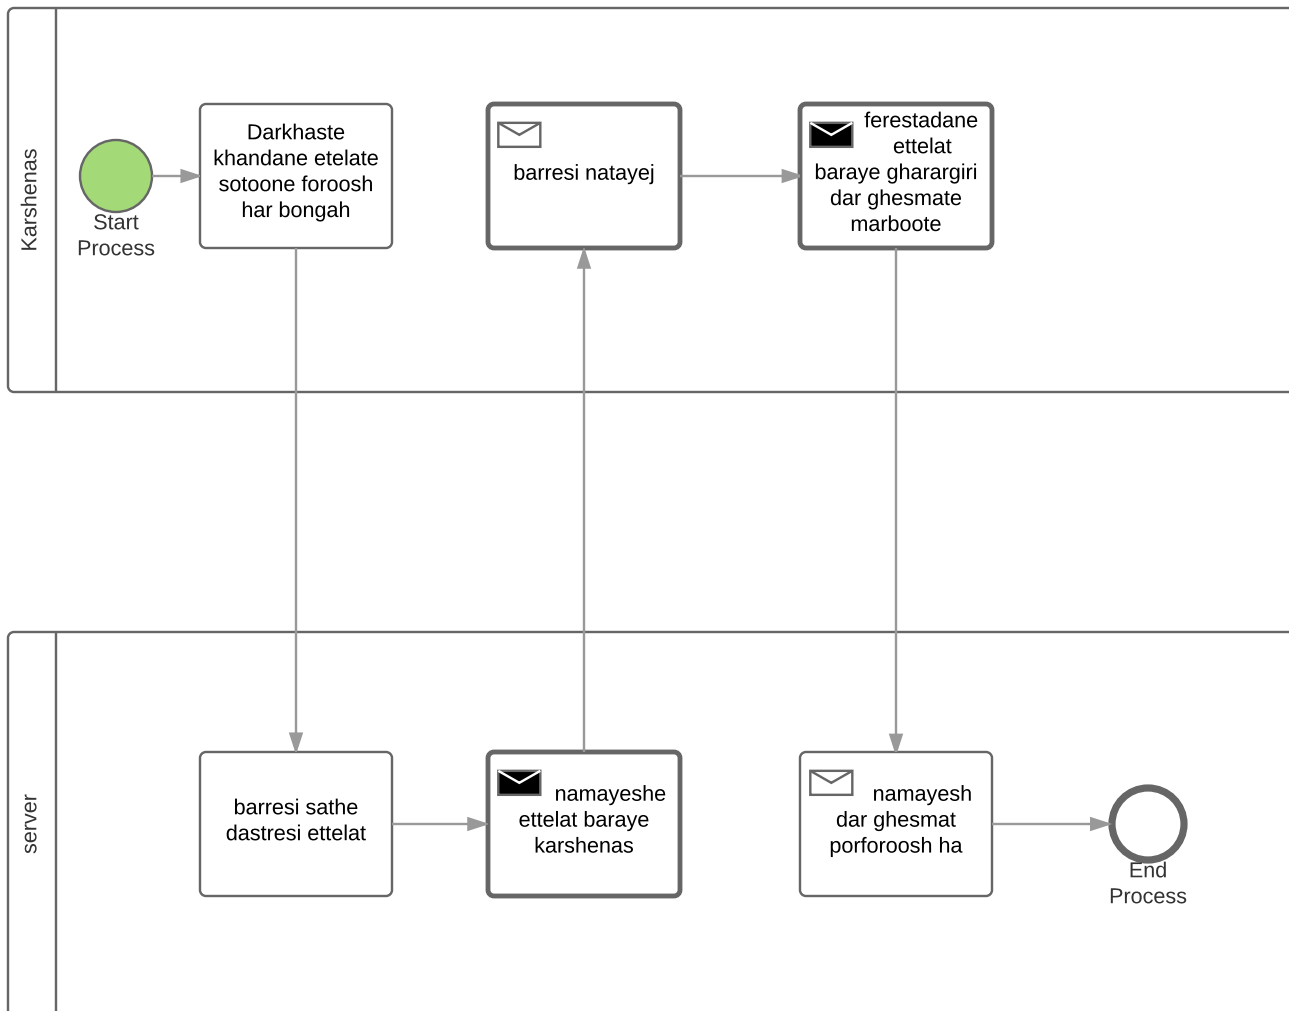 Karshenas
Start
Process
Darkhaste
khandane etelate
sotoone foroosh
har bongah
barresi natayej
ferestadane
ettelat
baraye gharargiri
dar ghesmate
marboote
server
barresi sathe
dastresi ettelat
namayeshe
ettelat baraye
karshenas
namayesh
dar ghesmat
porforoosh ha
End
Process